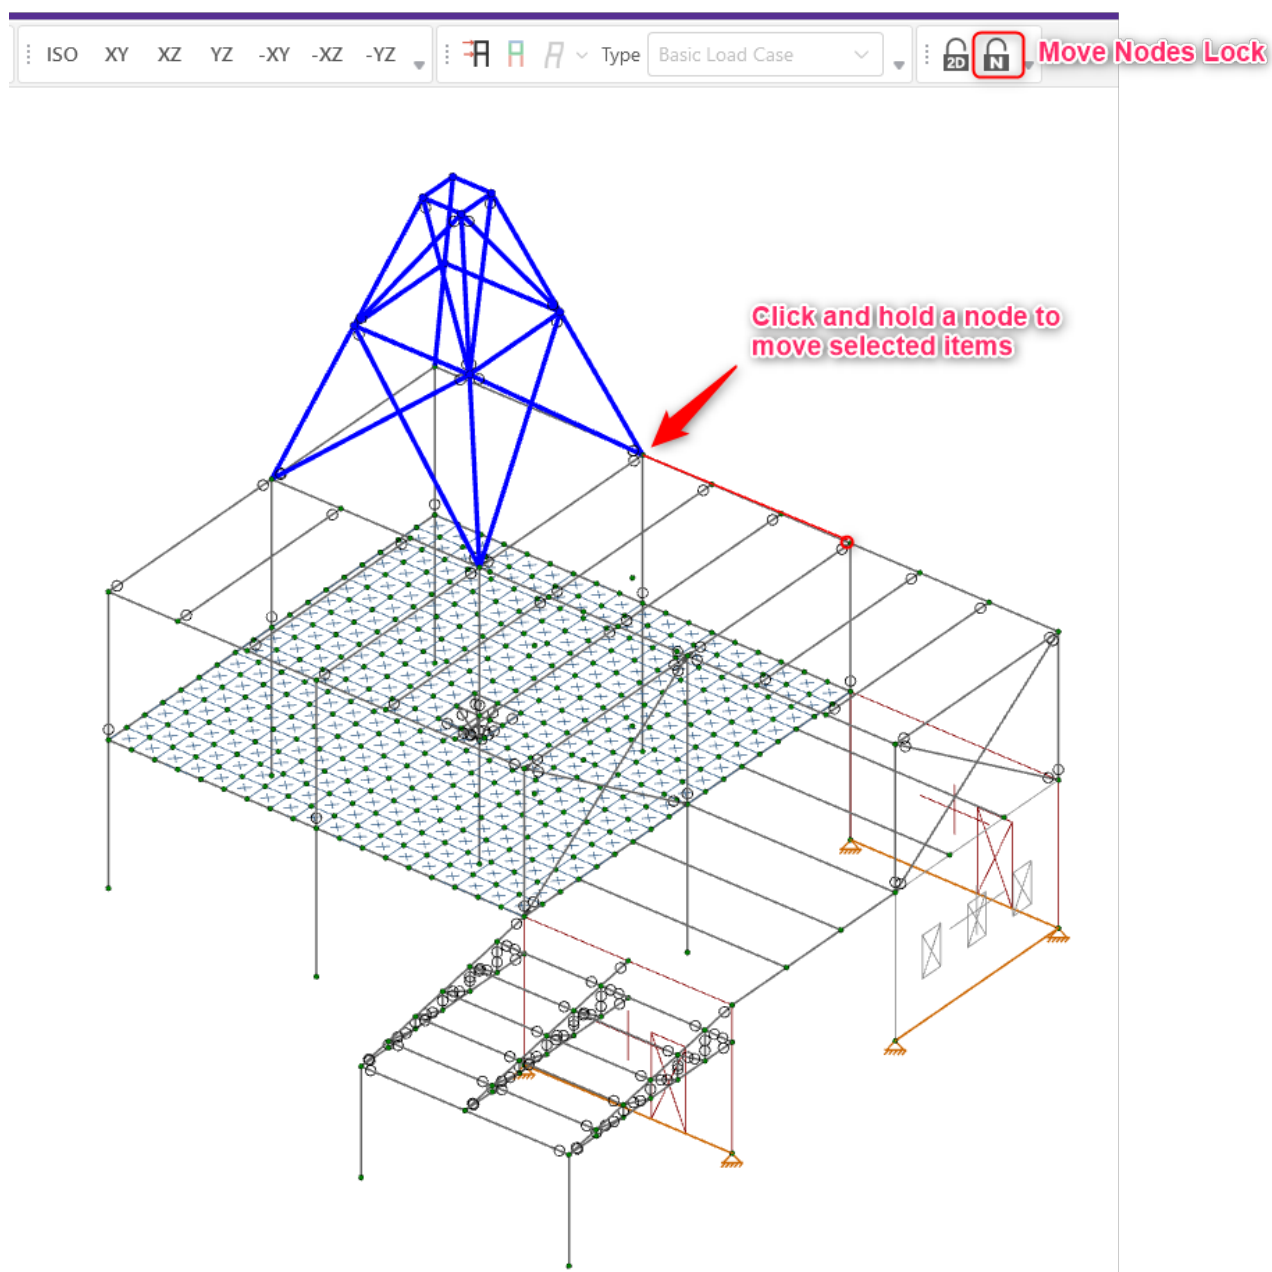 ISO XY XZ YZ -XY -XZ -YZ Type Basic Load Case 2D N Move Nodes Lock
Click and hold a node to
move selected items